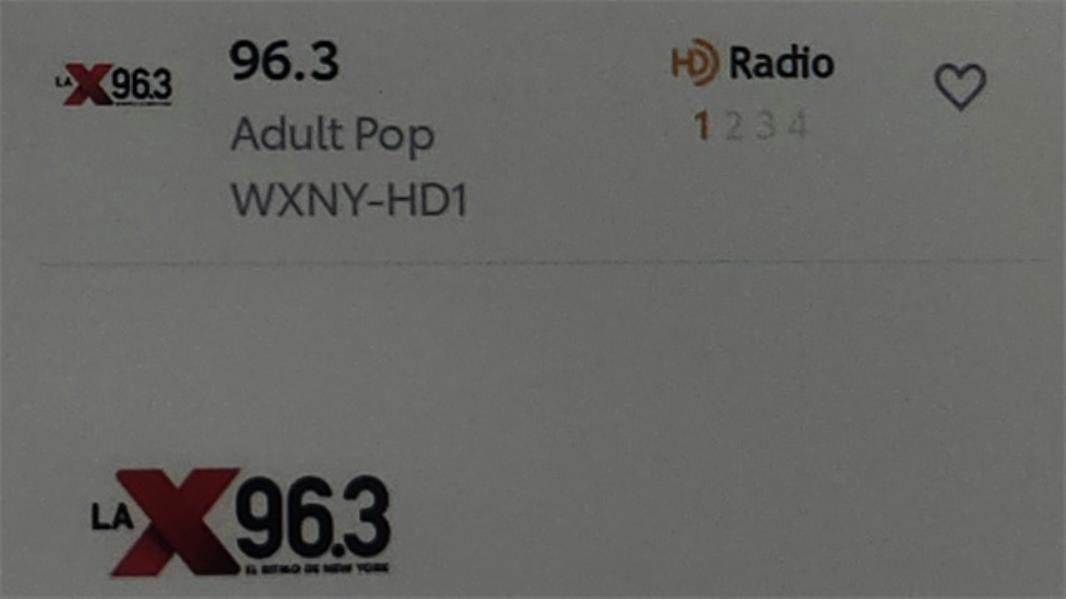 LA X 96.3
96.3
Adult Pop
WXNY-HD1
HD Radio
1 2 3 4
LA X 96.3
EL RITMO DE NEW YORK